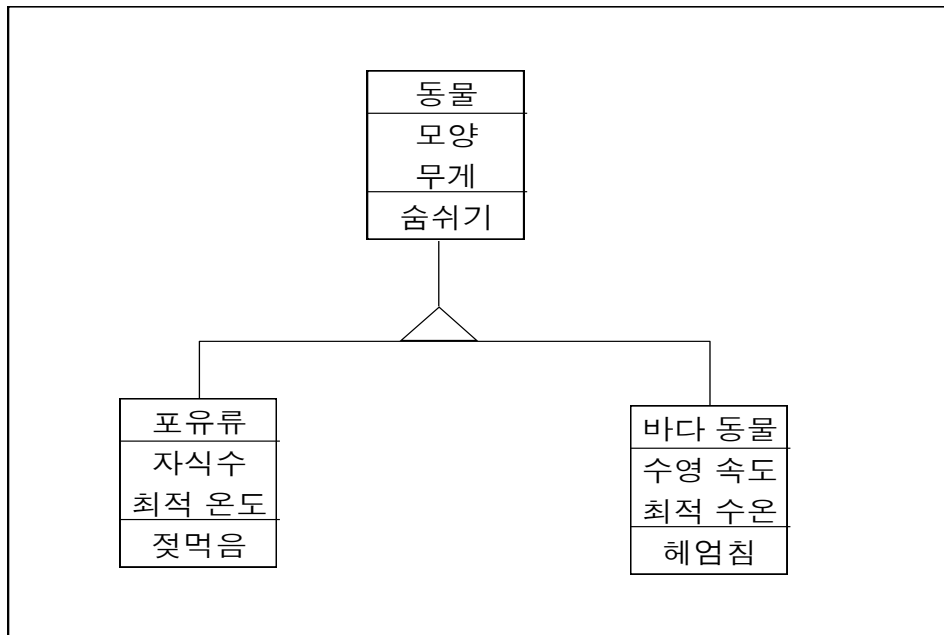 동물
모양
무게
숨쉬기
포유류
자식수
최적 온도
젖먹음
바다 동물
수영 속도
최적 수온
헤엄침